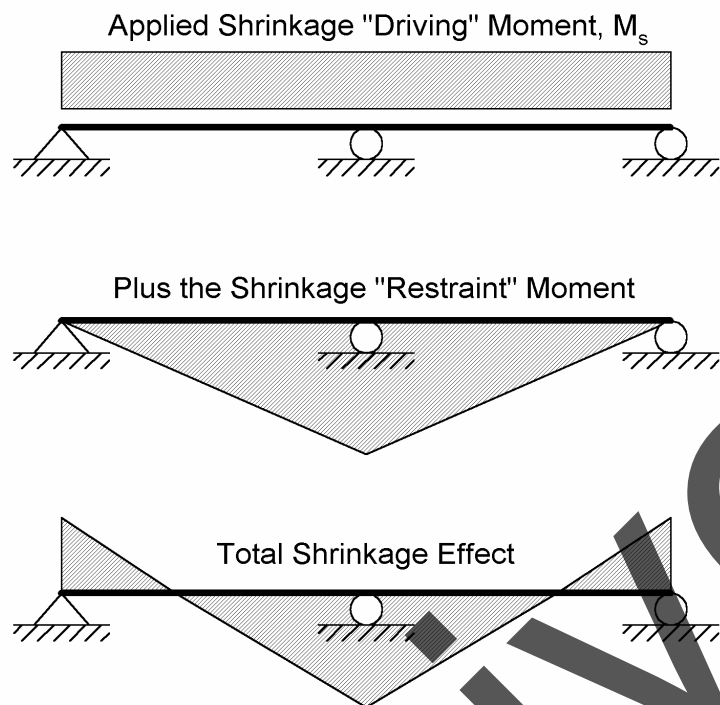 Applied Shrinkage "Driving" Moment, Ms
Plus the Shrinkage "Restraint" Moment
Total Shrinkage Effect